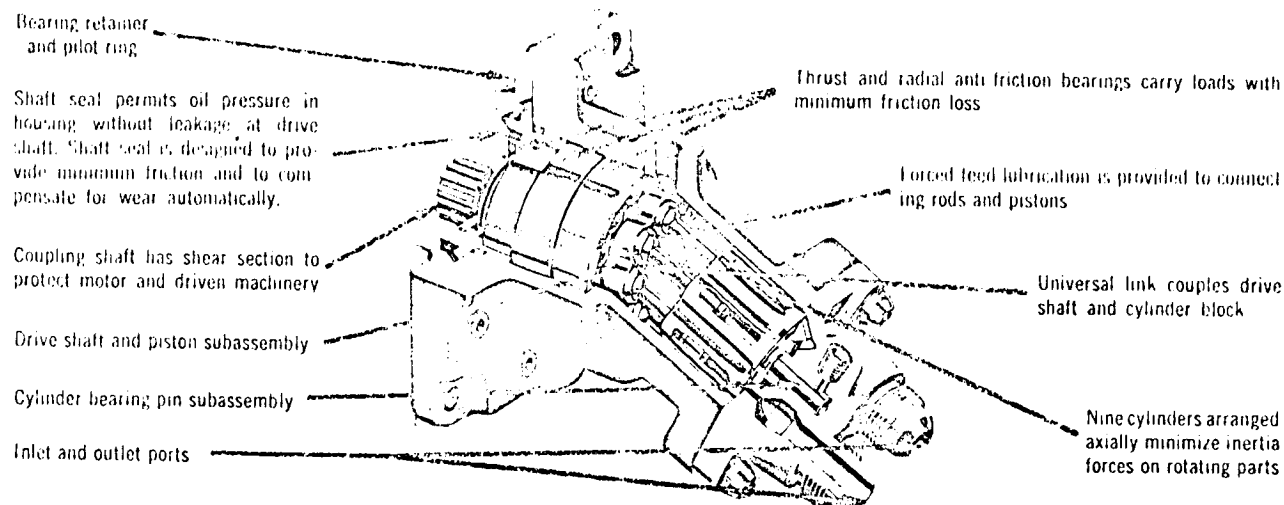 Bearing retainer
and pilot ring
Shaft seal permits oil pressure in
housing without leakage at drive
shaft. Shaft seal is designed to pro-
vide minimum friction and to com
pensate for wear automatically.
Coupling shaft has shear section to
protect motor and driven machinery
Drive shaft and piston subassembly
Cylinder bearing pin subassembly
Inlet and outlet ports
Thrust and radial anti friction bearings carry loads with
minimum friction loss
Forced feed lubrication is provided to connect
ing rods and pistons
Universal link couples drive
shaft and cylinder block
Nine cylinders arranged
axially minimize inertia
forces on rotating parts